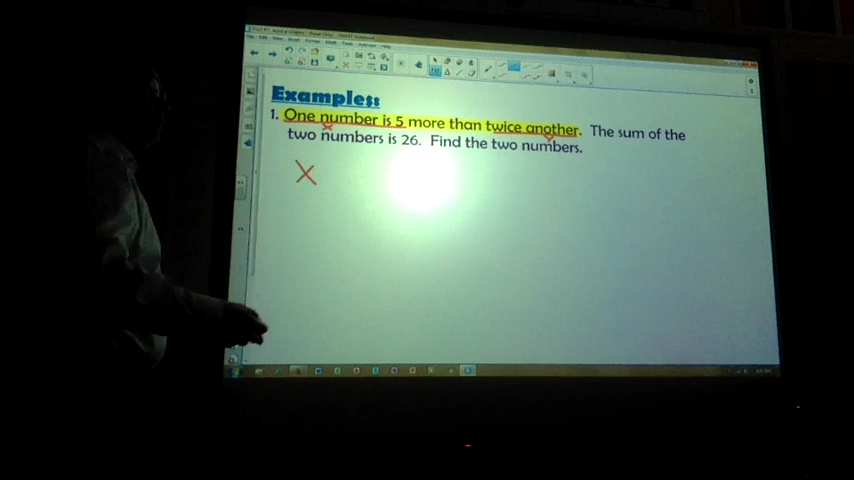 Examples:
1. One number is 5 more than twice another. The sum of the
two numbers is 26. Find the two numbers.
x y
X